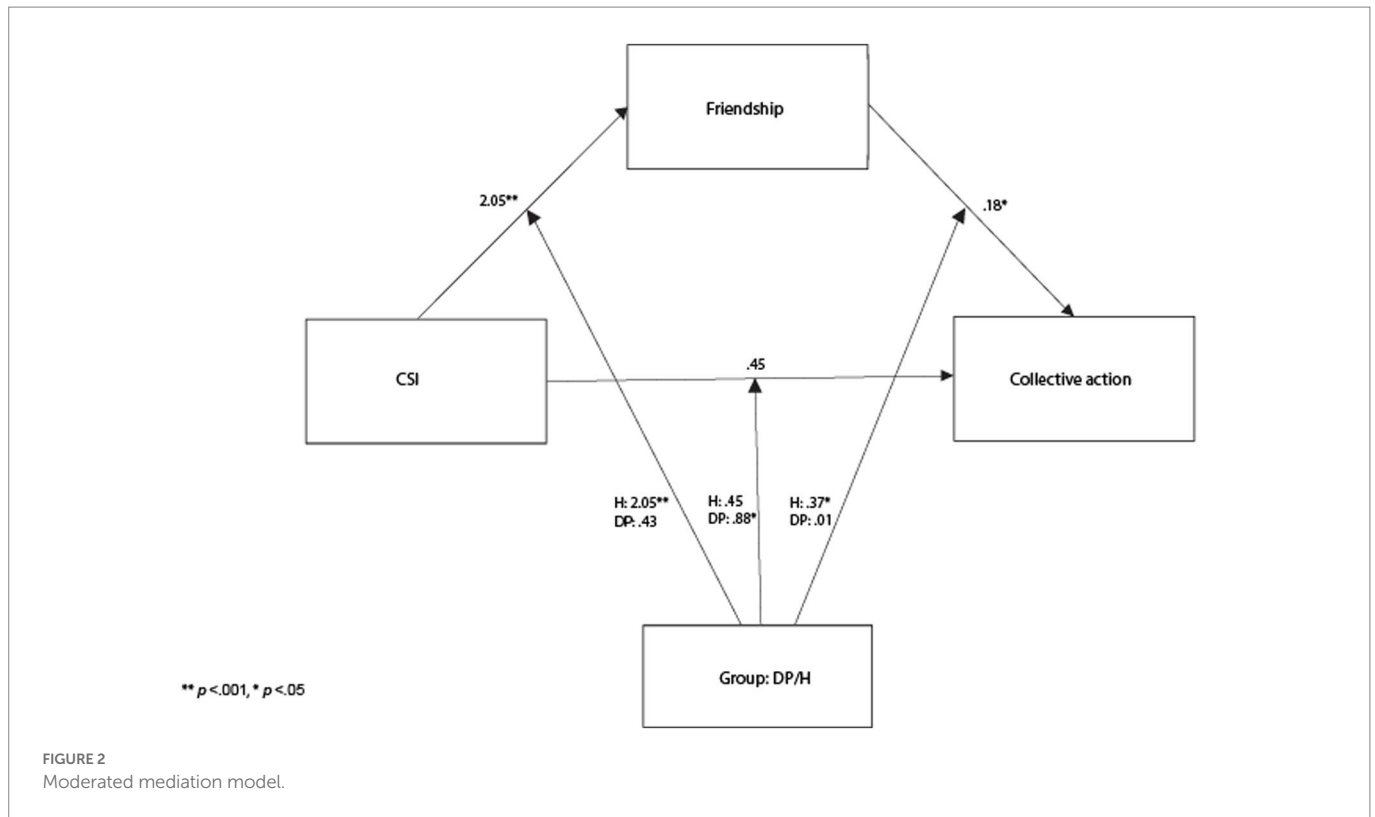 Friendship
2.05**
.18*
CSI
.45
Collective action
H: 2.05**
DP: .43
H: .45
DP: .88*
H: .37*
DP: .01
Group: DP/H
** p <.001, * p <.05
FIGURE 2
Moderated mediation model.